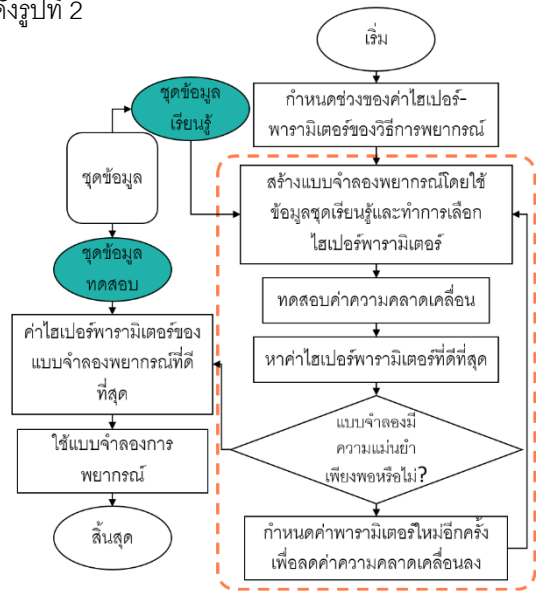 ดังรูปที่ 2
เริ่ม
กำหนดช่วงของค่าไฮเปอร์-
พารามิเตอร์ของวิธีการพยากรณ์
ชุดข้อมูล
เรียนรู้
ชุดข้อมูล
สร้างแบบจำลองพยากรณ์โดยใช้
ข้อมูลชุดเรียนรู้และทำการเลือก
ไฮเปอร์พารามิเตอร์
ชุดข้อมูล
ทดสอบ
ทดสอบค่าความคลาดเคลื่อน
ค่าไฮเปอร์พารามิเตอร์ของ
แบบจำลองพยากรณ์ที่ดี
ที่สุด
หาค่าไฮเปอร์พารามิเตอร์ที่ดีที่สุด
แบบจำลองมี
ความแม่นยำ
เพียงพอหรือไม่?
ใช้แบบจำลองการ
พยากรณ์
กำหนดค่าพารามิเตอร์ใหม่อีกครั้ง
เพื่อลดค่าความคลาดเคลื่อนลง
สิ้นสุด